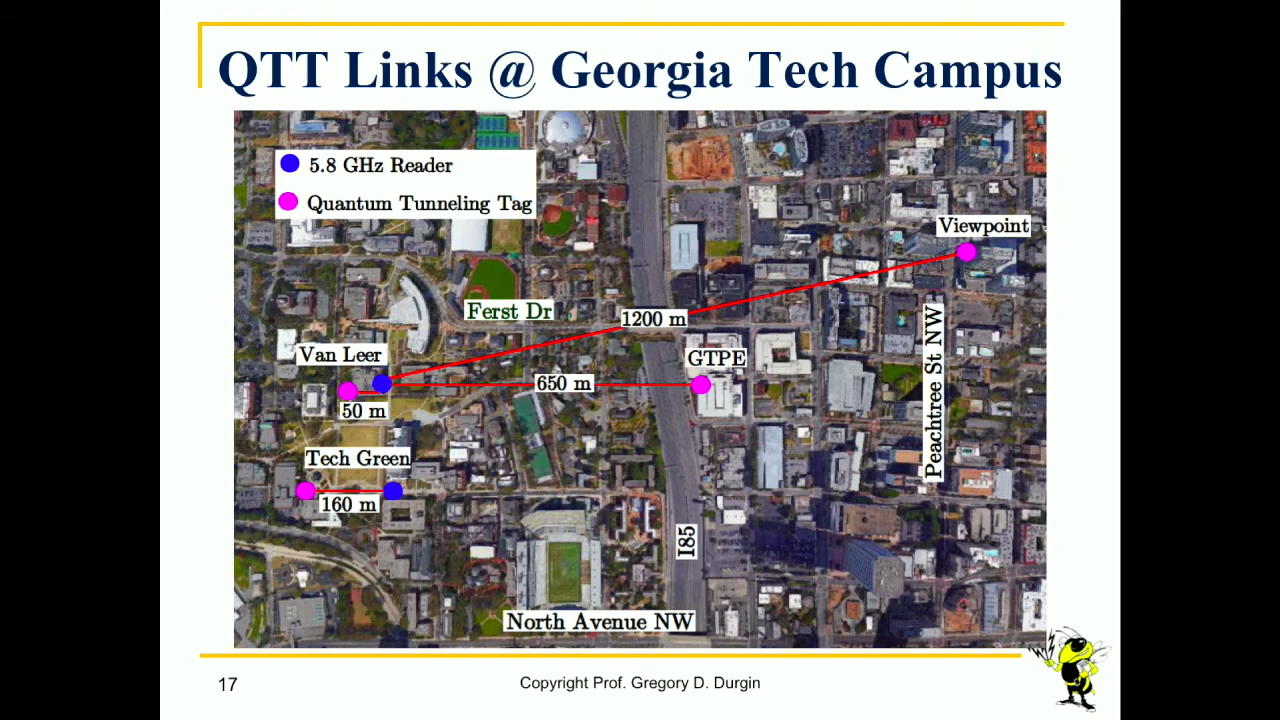 QTT Links @ Georgia Tech Campus
5.8 GHz Reader
Quantum Tunneling Tag
Viewpoint
Ferst Dr
1200 m
Van Leer
GTPE
650 m
50 m
Peachtree St NW
Tech Green
160 m
I85
North Avenue NW
17
Copyright Prof. Gregory D. Durgin